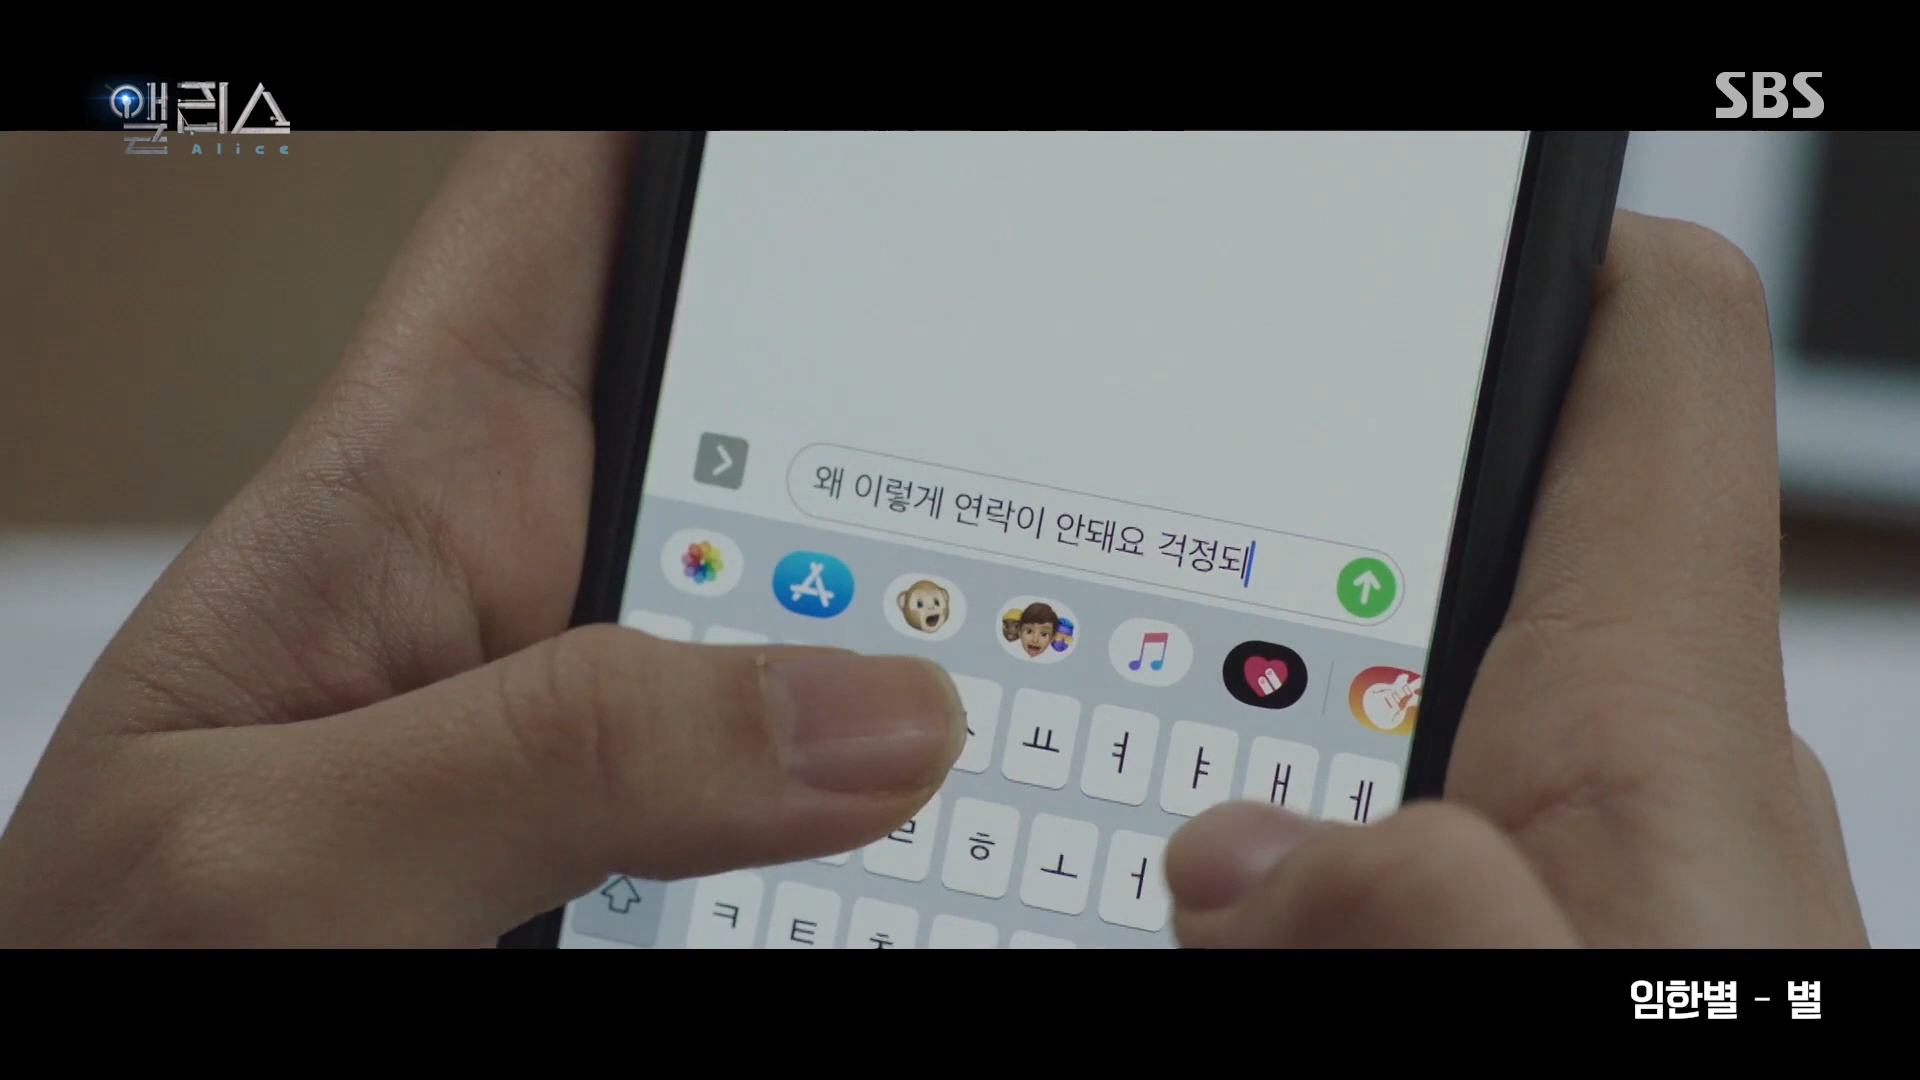 앨리스
Alice
SBS
왜 이렇게 연락이 안돼요 걱정되
ㅛ ㅕ ㅑ ㅐ ㅔ
ㅎ ㅗ ㅓ
ㅋ ㅌ ㅊ
임한별 - 별